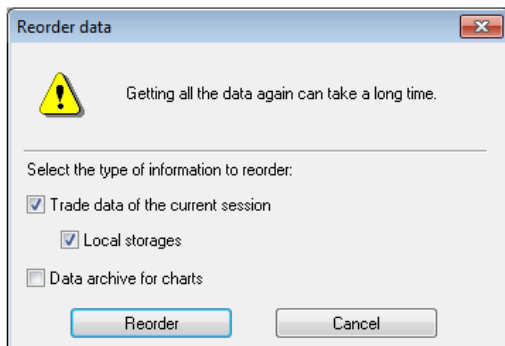 Reorder data
Getting all the data again can take a long time.
Select the type of information to reorder:
Trade data of the current session
Local storages
Data archive for charts
Reorder Cancel